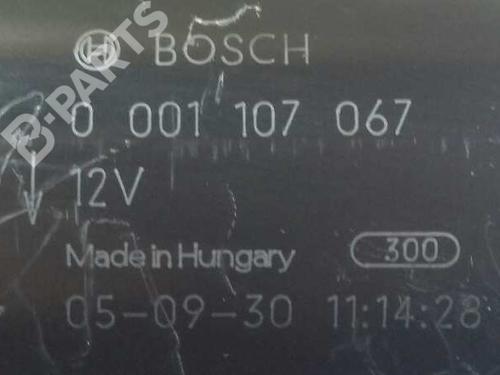 BOSCH
0 001 107 067
12V
Made in Hungary
300
05-09-30 11:14:28
B-PARTS